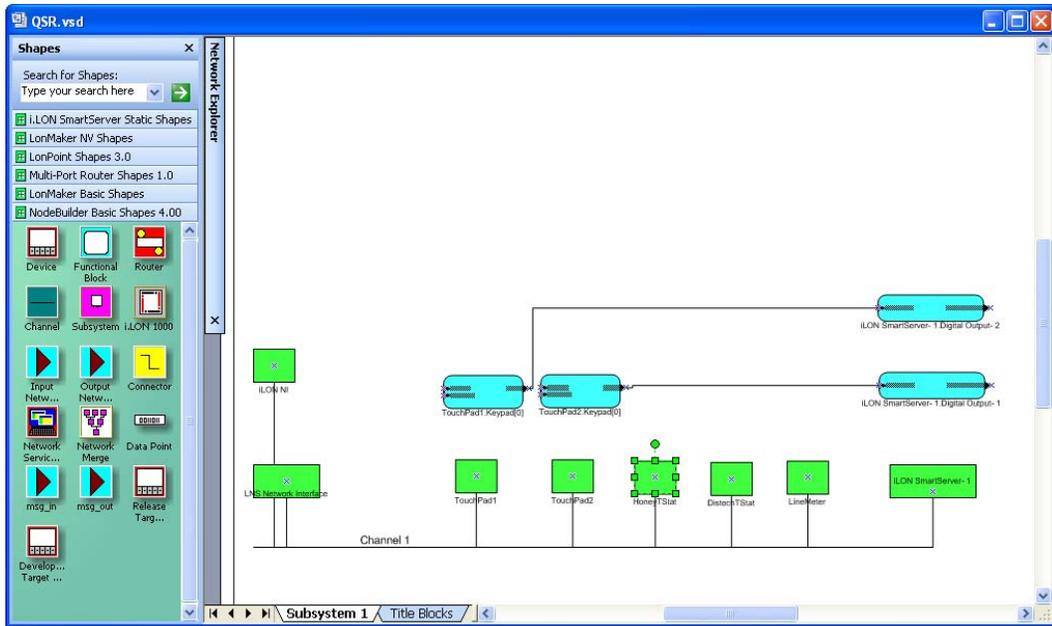 QSR.vsd
Shapes
Search for Shapes:
Type your search here
i.LON SmartServer Static Shapes
LonMaker NV Shapes
LonPoint Shapes 3.0
Multi-Port Router Shapes 1.0
LonMaker Basic Shapes
NodeBuilder Basic Shapes 4.00
Device
Functional
Block
Router
Channel
Subsystem
i.LON 1000
Input
Netw...
Output
Netw...
Connector
Network
Servic...
Network
Merge
Data Point
msg_in
msg_out
Release
Targ...
Develop...
Target ...
Network Explorer
iLON SmartServer- 1.Digital Output- 2
iLON NI
TouchPad1.Keypad[0]
TouchPad2.Keypad[0]
iLON SmartServer- 1.Digital Output- 1
LNS Network Interface
TouchPad1
TouchPad2
HoneyTStat
DistechTStat
LineMeter
iLON SmartServer- 1
Channel 1
Subsystem 1
Title Blocks